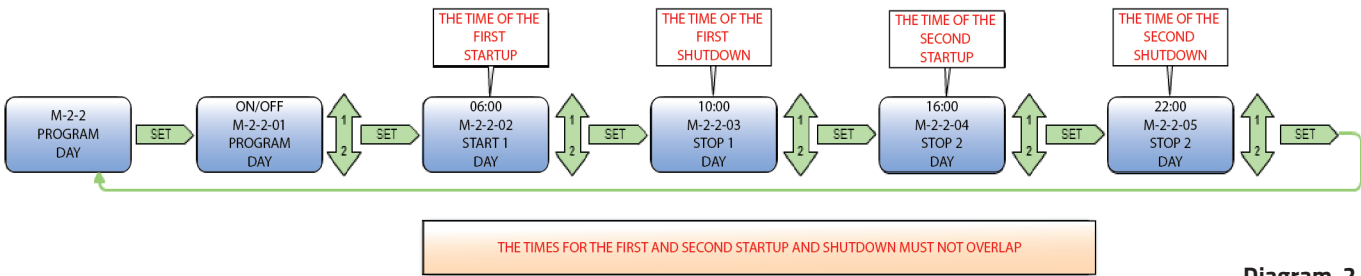 THE TIME OF THE
FIRST
STARTUP
THE TIME OF THE
FIRST
SHUTDOWN
THE TIME OF THE
SECOND
STARTUP
THE TIME OF THE
SECOND
SHUTDOWN
M-2-2
PROGRAM
DAY
SET
ON/OFF
M-2-2-01
PROGRAM
DAY
1
2
SET
06:00
M-2-2-02
START 1
DAY
1
2
SET
10:00
M-2-2-03
STOP 1
DAY
1
2
SET
16:00
M-2-2-04
STOP 2
DAY
1
2
SET
22:00
M-2-2-05
STOP 2
DAY
1
2
SET
THE TIMES FOR THE FIRST AND SECOND STARTUP AND SHUTDOWN MUST NOT OVERLAP
Diagram 2